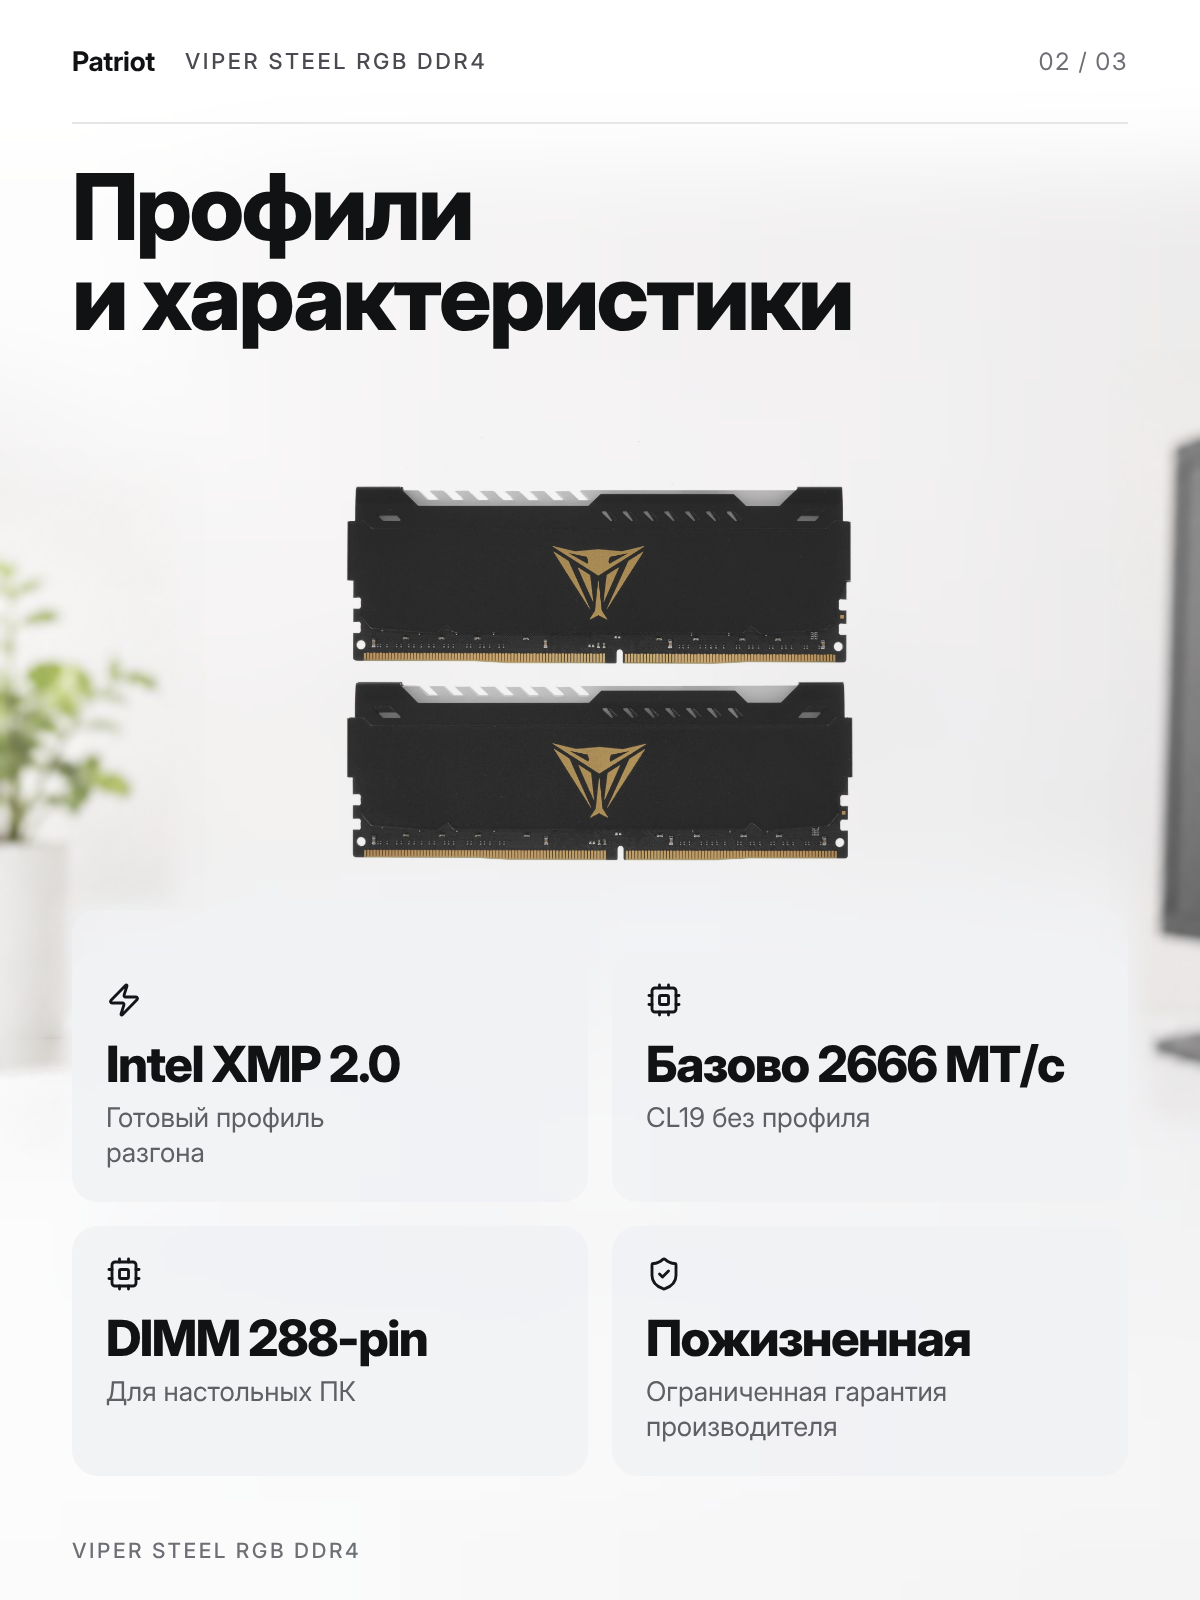 Patriot VIPER STEEL RGB DDR4 02 / 03
Профили
и характеристики
Intel XMP 2.0
Готовый профиль
разгона
Базово 2666 МТ/с
CL19 без профиля
DIMM 288-pin
Для настольных ПК
Пожизненная
Ограниченная гарантия
производителя
VIPER STEEL RGB DDR4